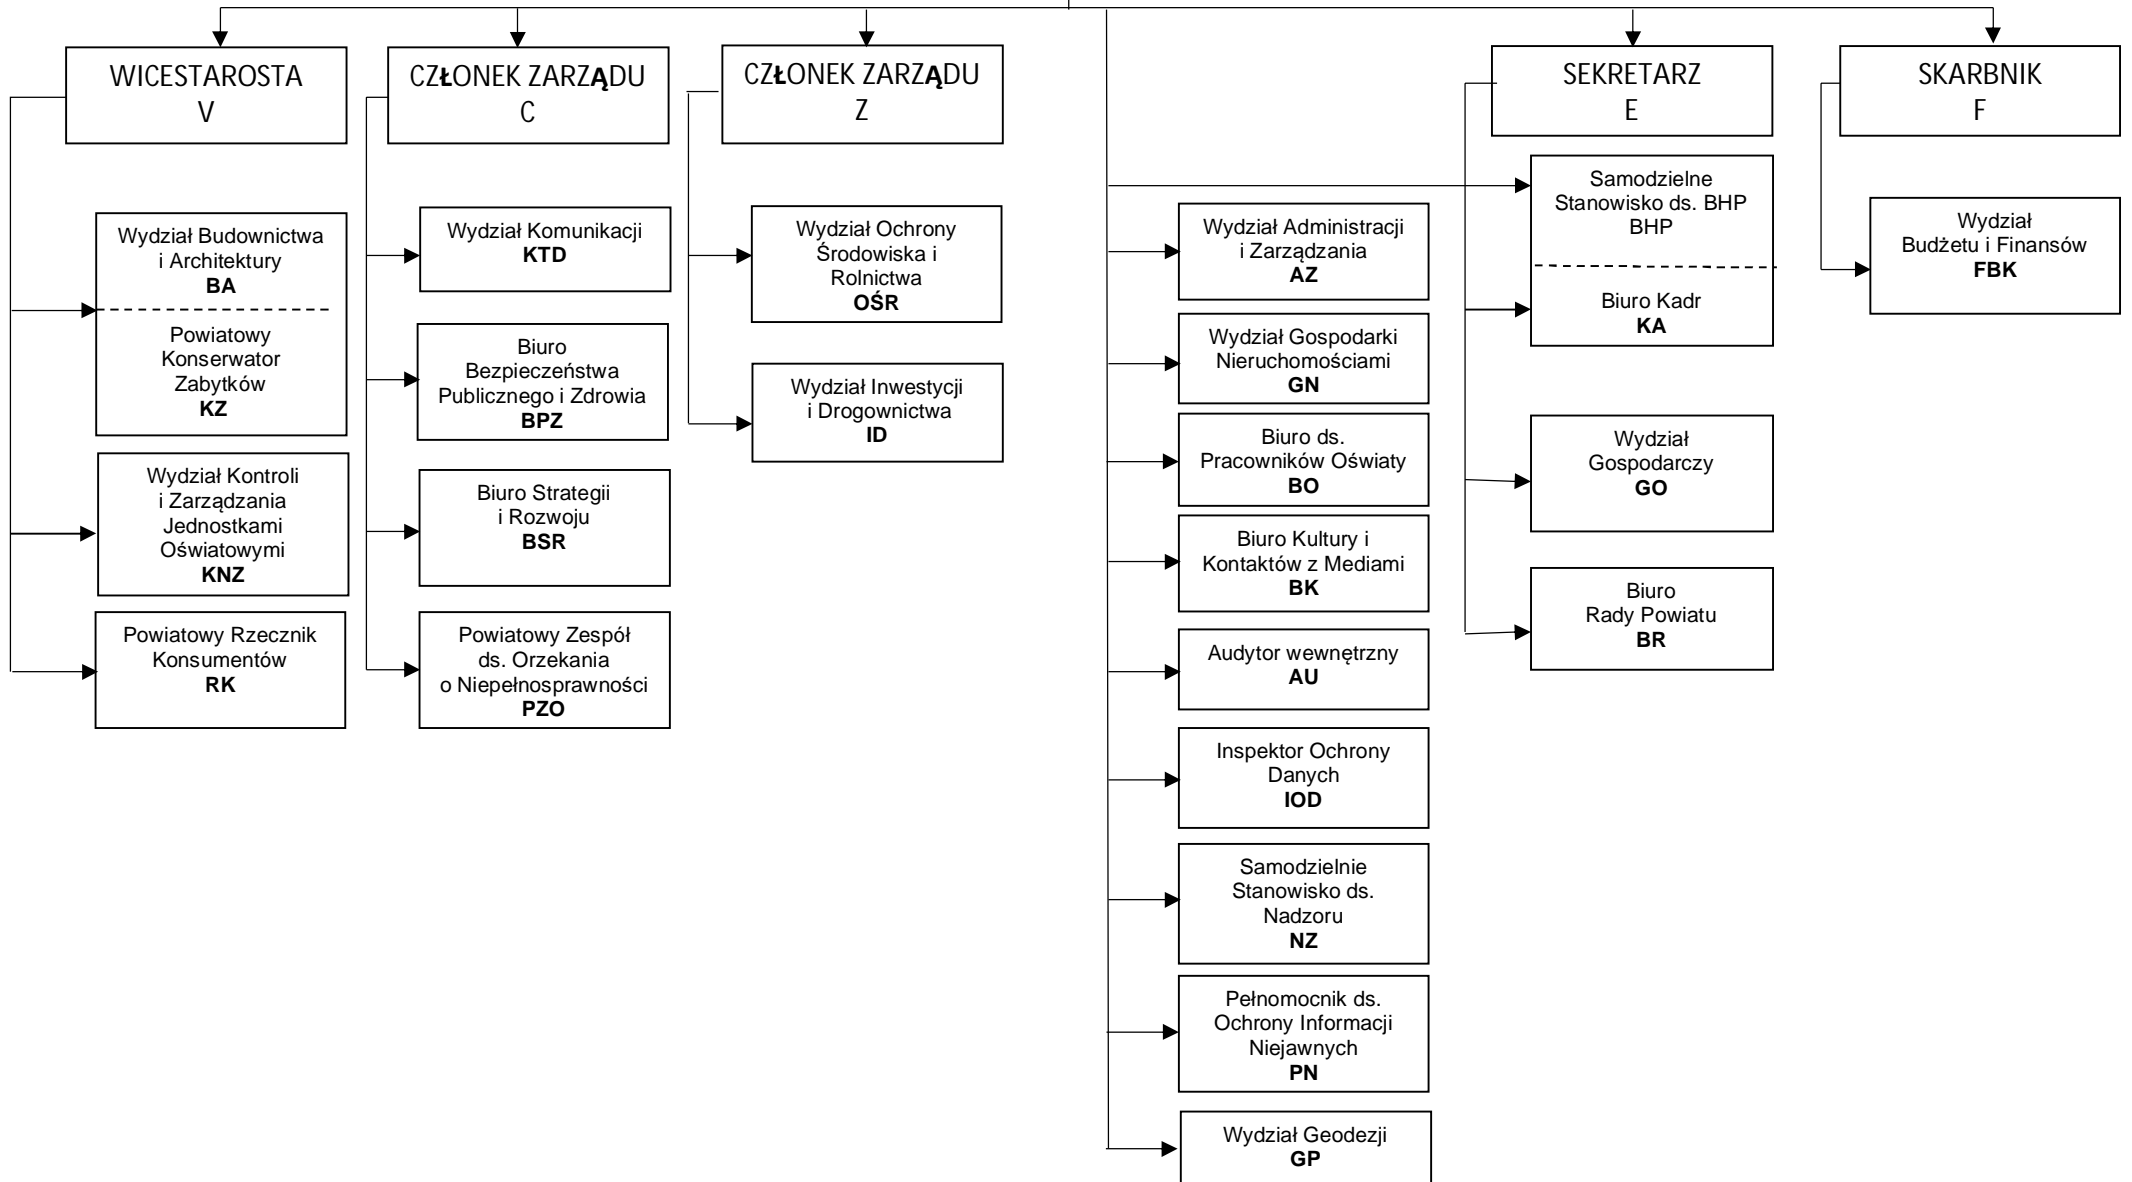 WICESTAROSTA
V
CZŁONEK ZARZĄDU
C
CZŁONEK ZARZĄDU
Z
SEKRETARZ
E
SKARBNIK
F
Wydział Budownictwa
i Architektury
BA
Powiatowy
Konserwator
Zabytków
KZ
Wydział Kontroli
i Zarządzania
Jednostkami
Oświatowymi
KNZ
Powiatowy Rzecznik
Konsumentów
RK
Wydział Komunikacji
KTD
Biuro
Bezpieczeństwa
Publicznego i Zdrowia
BPZ
Biuro Strategii
i Rozwoju
BSR
Powiatowy Zespół
ds. Orzekania
o Niepełnosprawności
PZO
Wydział Ochrony
Środowiska i
Rolnictwa
OŚR
Wydział Inwestycji
i Drogownictwa
ID
Wydział Administracji
i Zarządzania
AZ
Wydział Gospodarki
Nieruchomościami
GN
Biuro ds.
Pracowników Oświaty
BO
Biuro Kultury i
Kontaktów z Mediami
BK
Audytor wewnętrzny
AU
Inspektor Ochrony
Danych
IOD
Samodzielnie
Stanowisko ds.
Nadzoru
NZ
Pełnomocnik ds.
Ochrony Informacji
Niejawnych
PN
Wydział Geodezji
GP
Samodzielne
Stanowisko ds. BHP
BHP
Biuro Kadr
KA
Wydział
Gospodarczy
GO
Biuro
Rady Powiatu
BR
Wydział
Budżetu i Finansów
FBK